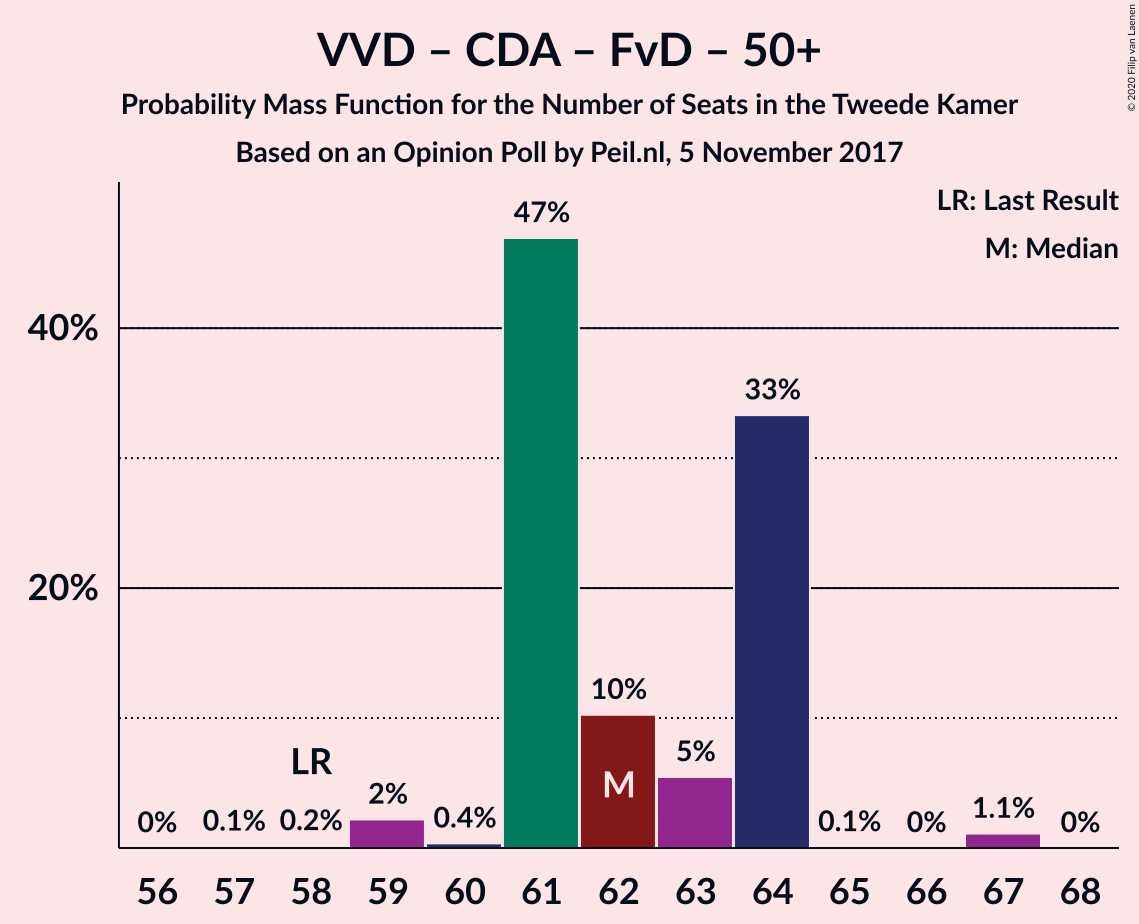 VVD – CDA – FvD – 50+
Probability Mass Function for the Number of Seats in the Tweede Kamer
Based on an Opinion Poll by Peil.nl, 5 November 2017
© 2020 Filip van Laenen
LR: Last Result
M: Median
47%
40%
33%
20%
10%
5%
LR
M
2%
0%
0.1%
0.2%
0.4%
0.1%
0%
1.1%
0%
56 57 58 59 60 61 62 63 64 65 66 67 68